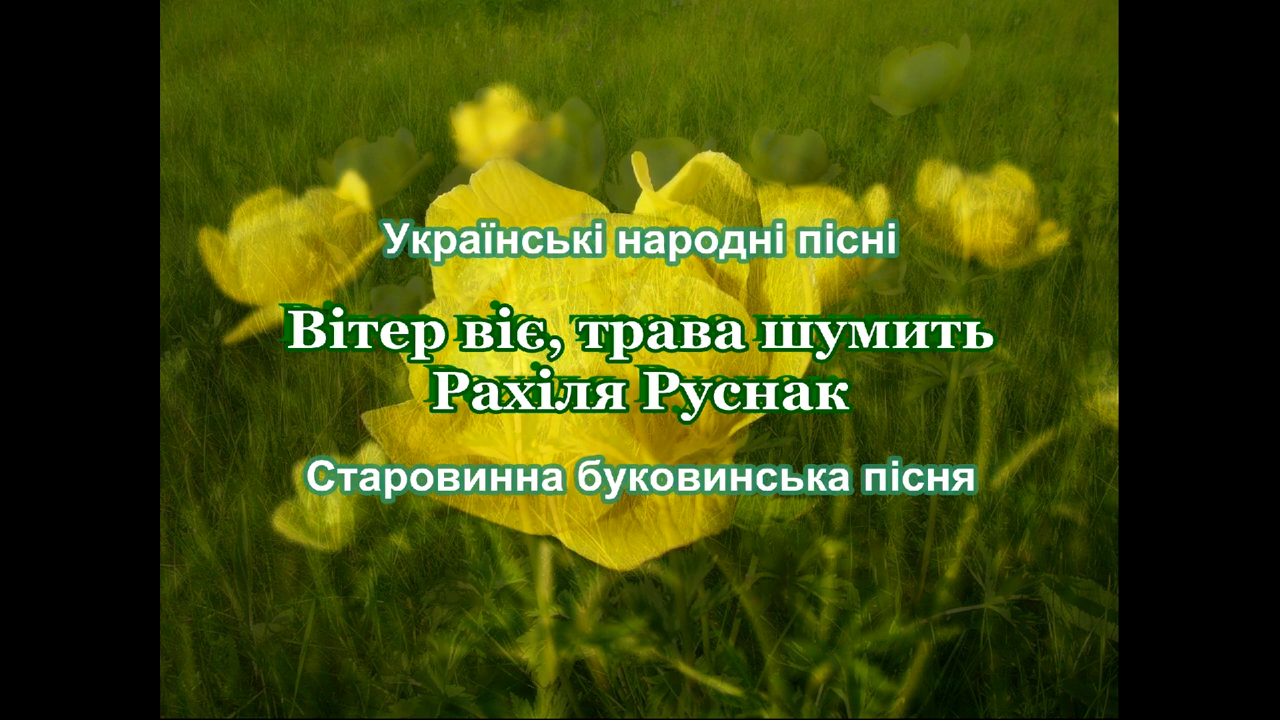 Українські народні пісні
Вітер віє, трава шумить
Рахіля Руснак
Старовинна буковинська пісня